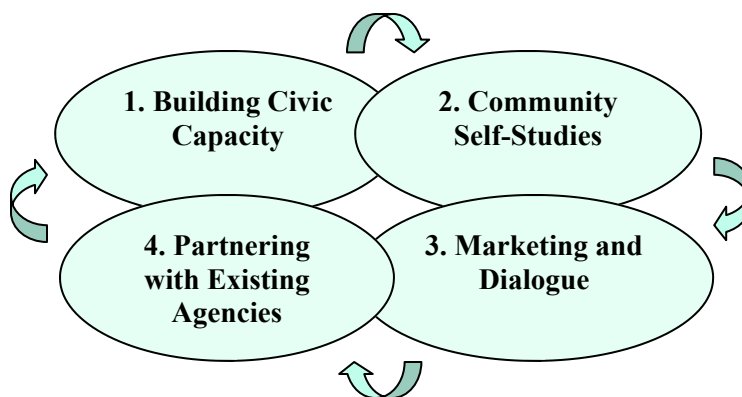 1. Building Civic
Capacity
2. Community
Self-Studies
3. Marketing and
Dialogue
4. Partnering
with Existing
Agencies